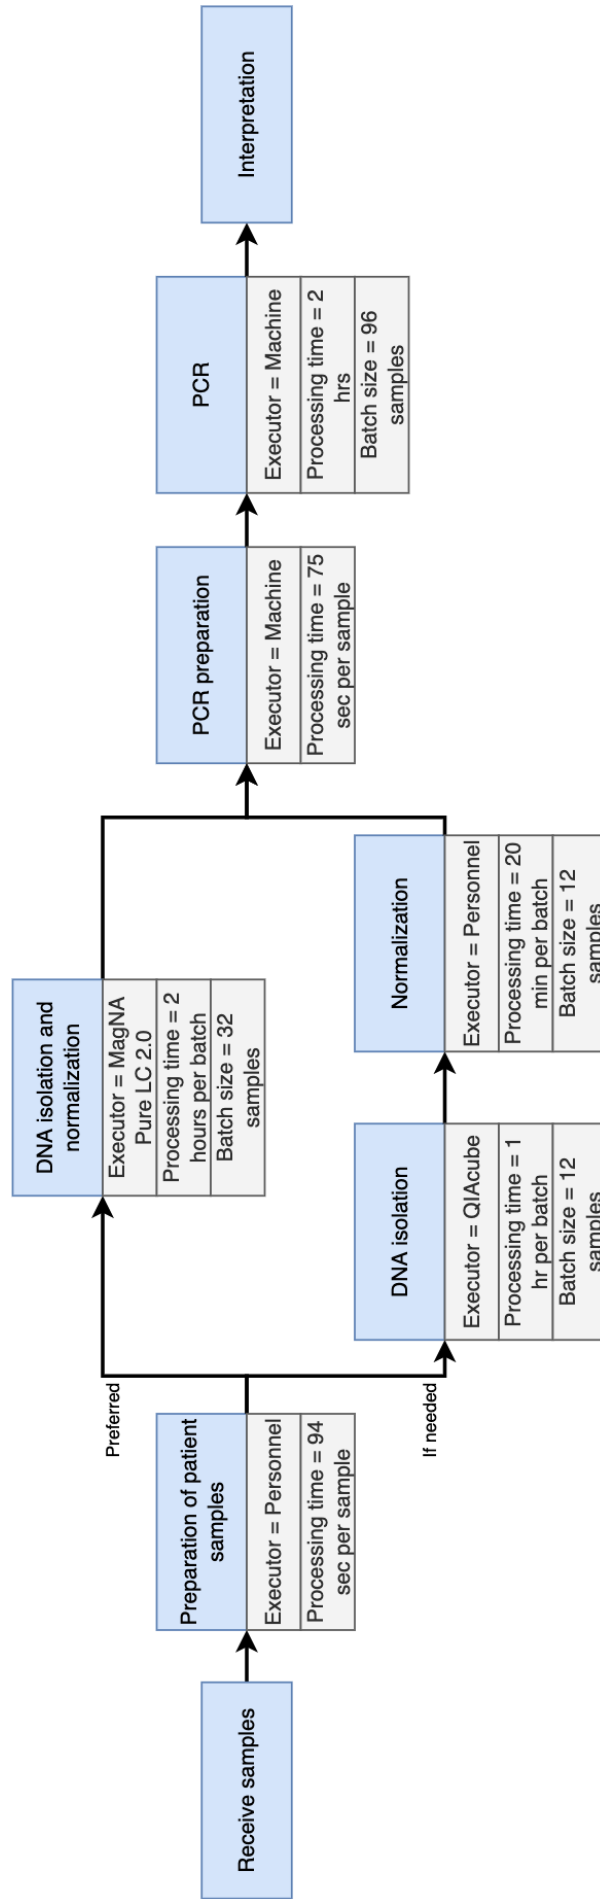 Receive samples
Preparation of patient
samples
Executor = Personnel
Processing time = 94
sec per sample
Preferred
If needed
DNA isolation and
normalization
Executor = MagNA
Pure LC 2.0
Processing time = 2
hours per batch
Batch size = 32
samples
DNA isolation
Executor = QIAcube
Processing time = 1
hr per batch
Batch size = 12
samples
Normalization
Executor = Personnel
Processing time = 20
min per batch
Batch size = 12
samples
PCR preparation
Executor = Machine
Processing time = 75
sec per sample
PCR
Executor = Machine
Processing time = 2
hrs
Batch size = 96
samples
Interpretation